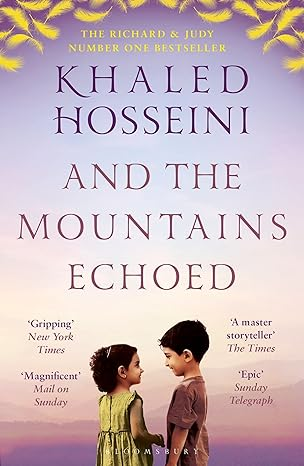 THE RICHARD & JUDY
NUMBER ONE BESTSELLER
KHALED
HOSSEINI
AND THE
MOUNTAINS
ECHOED
'Gripping'
New York
Times
'Magnificent'
Mail on
Sunday
'A master
storyteller'
The Times
'Epic'
Sunday
Telegraph
BLOOMSBURY